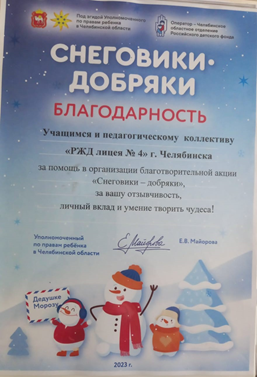 Под эгидой Уполномоченного
по правам ребёнка
в Челябинской области
Оператор – Челябинское
областное отделение
Российского детского фонда
СНЕГОВИКИ-
ДОБРЯКИ
БЛАГОДАРНОСТЬ
Учащимся и педагогическому коллективу
«РЖД лицея № 4» г. Челябинска
за помощь в организации благотворительной акции
«Снеговики – добряки»,
за вашу отзывчивость,
личный вклад и умение творить чудеса!
Уполномоченный
по правам ребёнка
в Челябинской области
Е.В. Майорова
Дедушке
Морозу
2023 г.